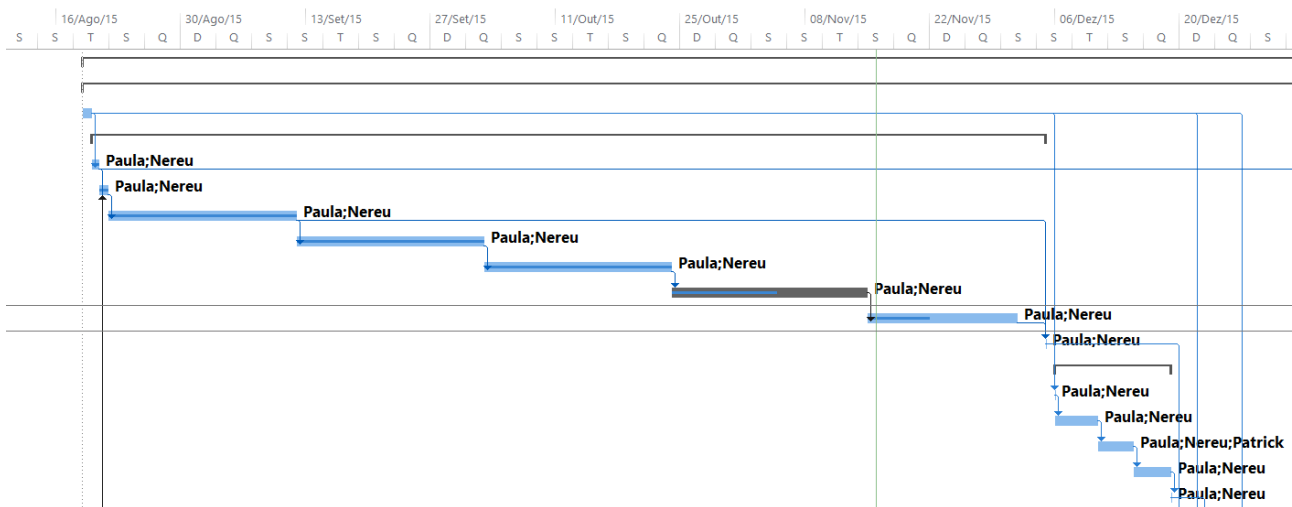 16/Ago/15 30/Ago/15 13/Set/15 27/Set/15 11/Out/15 25/Out/15 08/Nov/15 22/Nov/15 06/Dez/15 20/Dez/15
S S T S Q D Q S S T S Q D Q S S T S Q D Q S S T S Q D Q S S T S Q D Q S
Paula;Nereu
Paula;Nereu
Paula;Nereu
Paula;Nereu
Paula;Nereu
Paula;Nereu
Paula;Nereu
Paula;Nereu
Paula;Nereu
Paula;Nereu
Paula;Nereu;Patrick
Paula;Nereu
Paula;Nereu